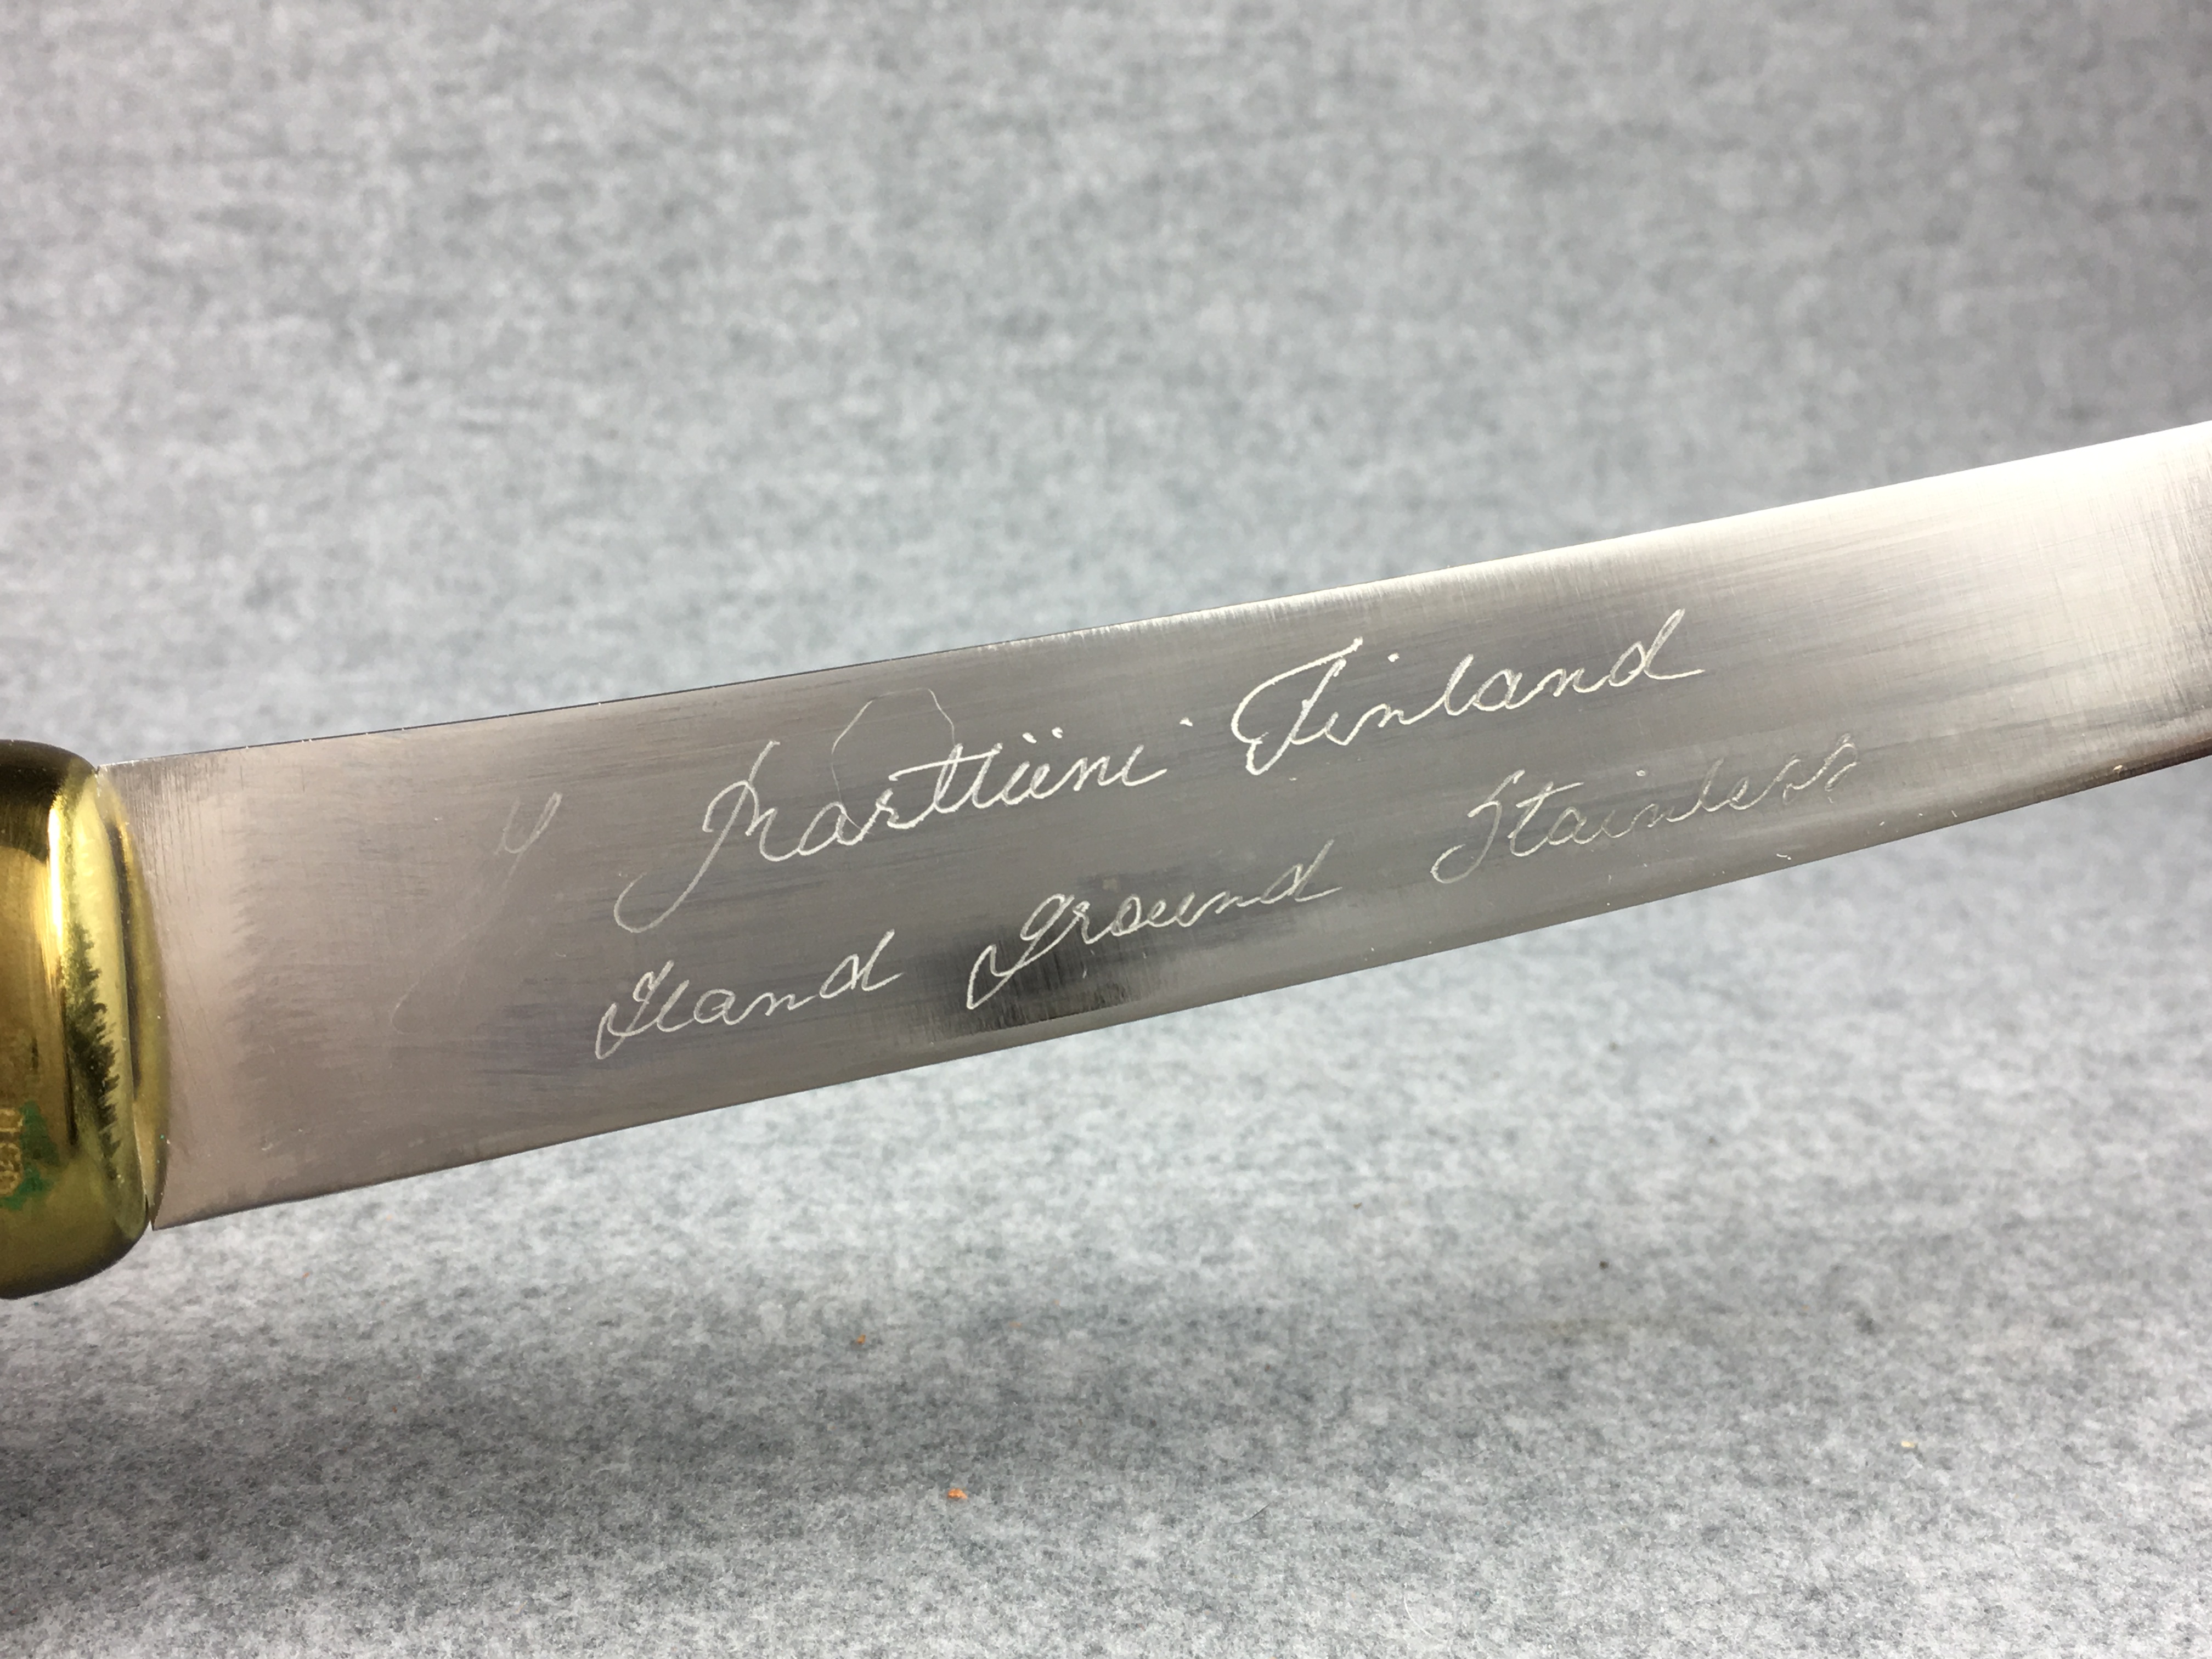 J Marttiini Finland
Hand Ground Stainless